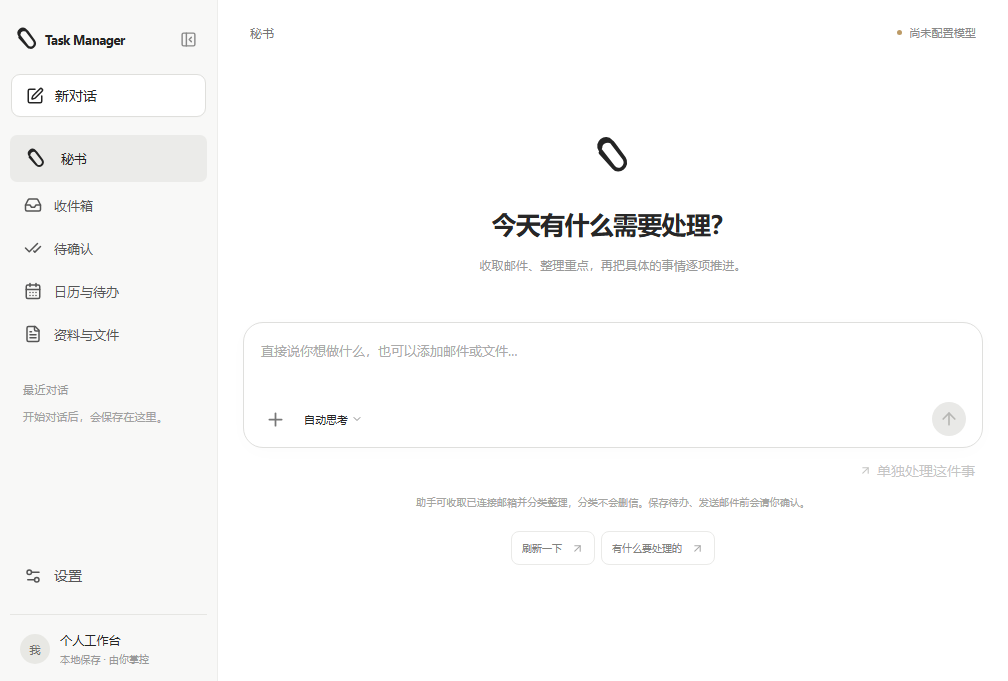 Task Manager
新对话
秘书
收件箱
待确认
日历与待办
资料与文件
最近对话
开始对话后，会保存在这里。
设置
我
个人工作台
本地保存 · 由你掌控
秘书
尚未配置模型
今天有什么需要处理？
收取邮件、整理重点，再把具体的事情逐项推进。
直接说你想做什么，也可以添加邮件或文件...
自动思考
单独处理这件事
助手可收取已连接邮箱并分类整理，分类不会删信。保存待办、发送邮件前会请你确认。
刷新一下
有什么要处理的